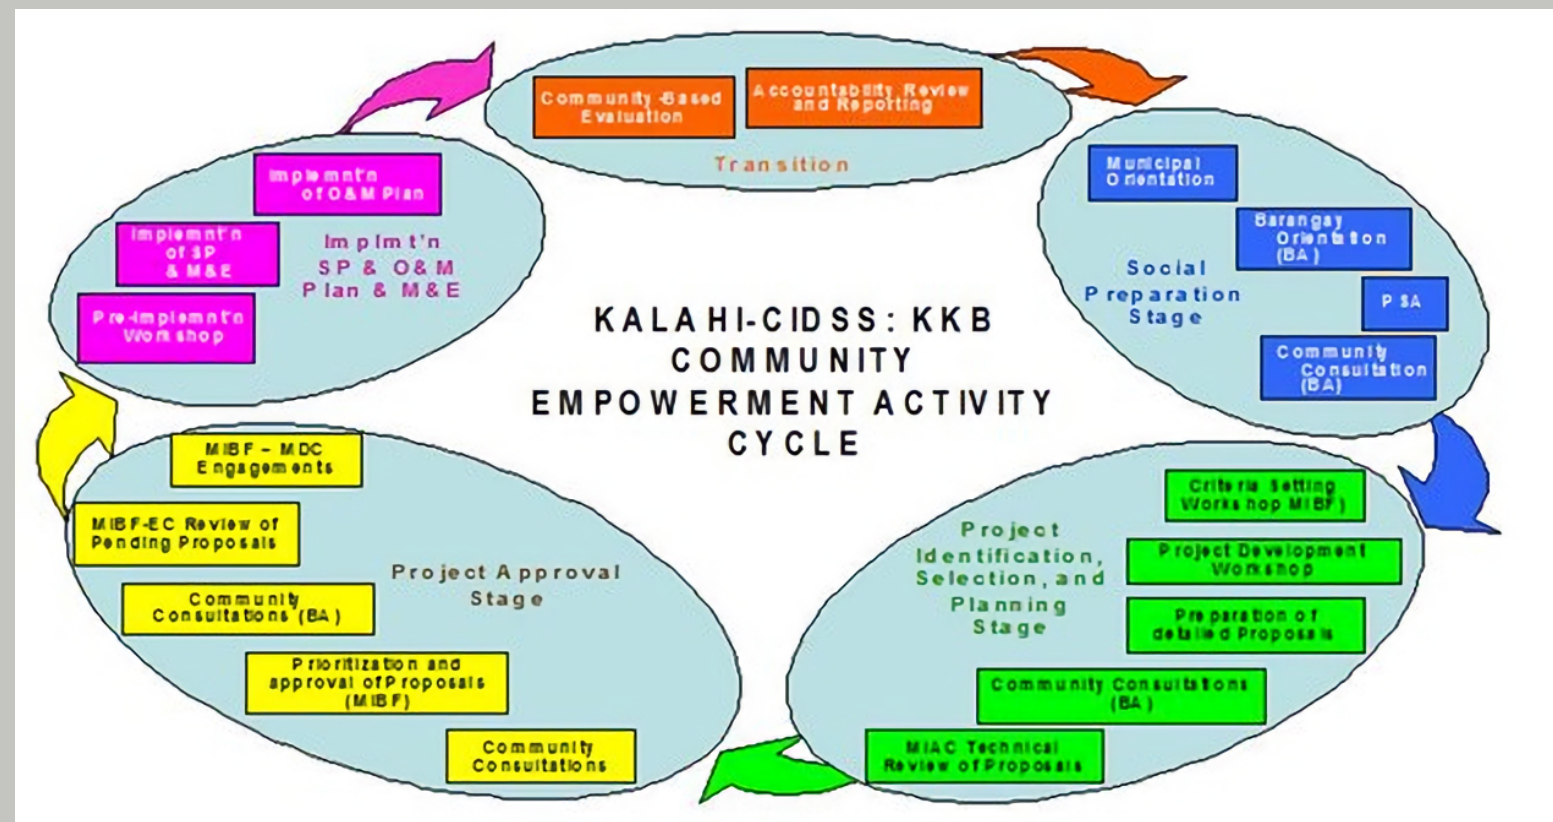 Community-Based
Evaluation
Accountability Review
and Reporting
Transition
Municipal
Orientation
Barangay
Orientation
(BA)
PSA
Community
Consultation
(BA)
Social
Preparation
Stage
Implemnt'n
of O&M Plan
Implemnt'n
of SP
& M&E
Pre-Implemnt'n
Workshop
Implmt'n
SP & O&M
Plan & M&E
KALAHI-CIDSS: KKB
COMMUNITY
EMPOWERMENT ACTIVITY
CYCLE
MIBF – MDC
Engagements
MIBF-EC Review of
Pending Proposals
Community
Consultations (BA)
Prioritization and
approval of Proposals
(MIBF)
Community
Consultations
Project Approval
Stage
Project
Identification,
Selection, and
Planning
Stage
Criteria Setting
Workshop MIBF)
Project Development
Workshop
Preparation of
detailed Proposals
Community Consultations
(BA)
MIAC Technical
Review of Proposals